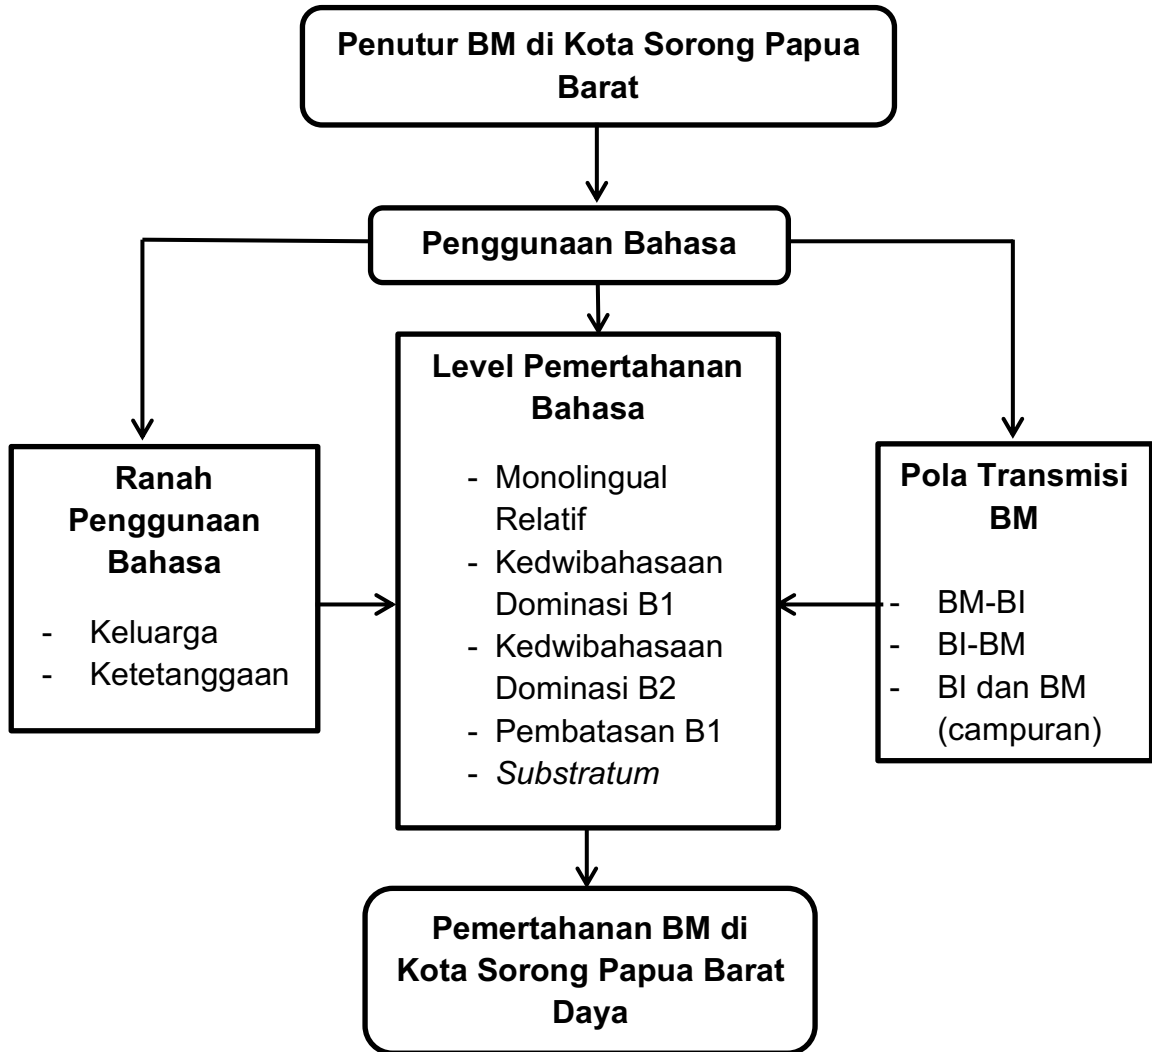 Penutur BM di Kota Sorong Papua
Barat
Penggunaan Bahasa
Level Pemertahanan
Bahasa
- Monolingual
Relatif
- Kedwibahasaan
Dominasi B1
- Kedwibahasaan
Dominasi B2
- Pembatasan B1
- Substratum
Ranah
Penggunaan
Bahasa
- Keluarga
- Ketetanggaan
Pola Transmisi
BM
- BM-BI
- BI-BM
- BI dan BM
(campuran)
Pemertahanan BM di
Kota Sorong Papua Barat
Daya